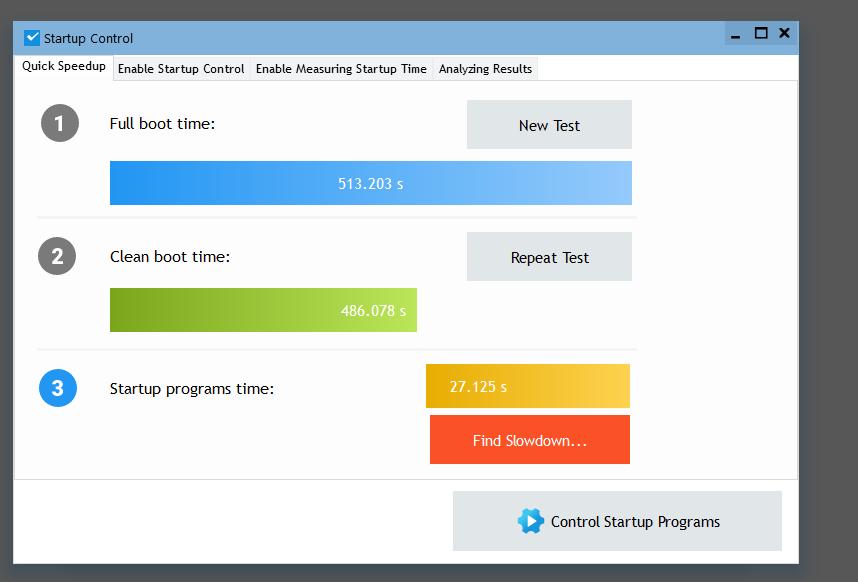 Startup Control
Quick Speedup Enable Startup Control Enable Measuring Startup Time Analyzing Results
1 Full boot time: New Test
513.203 s
2 Clean boot time: Repeat Test
486.078 s
3 Startup programs time: 27.125 s
Find Slowdown...
Control Startup Programs